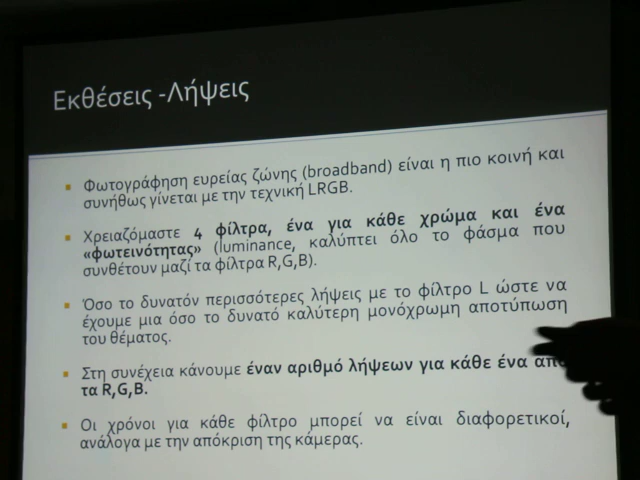 Εκθέσεις -Λήψεις
Φωτογράφηση ευρείας ζώνης (broadband) είναι η πιο κοινή και
συνήθως γίνεται με την τεχνική LRGB.
Χρειαζόμαστε 4 φίλτρα, ένα για κάθε χρώμα και ένα
«φωτεινότητας» (luminance, καλύπτει όλο το φάσμα που
συνθέτουν μαζί τα φίλτρα R,G,B).
Όσο το δυνατόν περισσότερες λήψεις με το φίλτρο L ώστε να
έχουμε μια όσο το δυνατό καλύτερη μονόχρωμη αποτύπωση
του θέματος.
Στη συνέχεια κάνουμε έναν αριθμό λήψεων για κάθε ένα από
τα R,G,B.
Οι χρόνοι για κάθε φίλτρο μπορεί να είναι διαφορετικοί,
ανάλογα με την απόκριση της κάμερας.